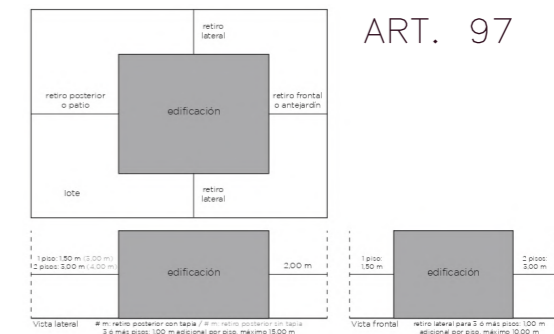 ART. 97
retiro
lateral
retiro posterior
o patio
edificación
retiro frontal
o antejardín
lote
retiro
lateral
1 piso: 1,50 m (3,00 m)
2 pisos: 3,00 m (4,00 m)
edificación
2,00 m
1 piso:
1,50 m
edificación
2 pisos:
3,00 m
Vista lateral
# m: retiro posterior con tapia / # m: retiro posterior sin tapia
3 ó más pisos: 1,00 m adicional por piso, máximo 15,00 m
Vista frontal
retiro lateral para 3 ó más pisos: 1,00 m
adicional por piso, máximo 10,00 m